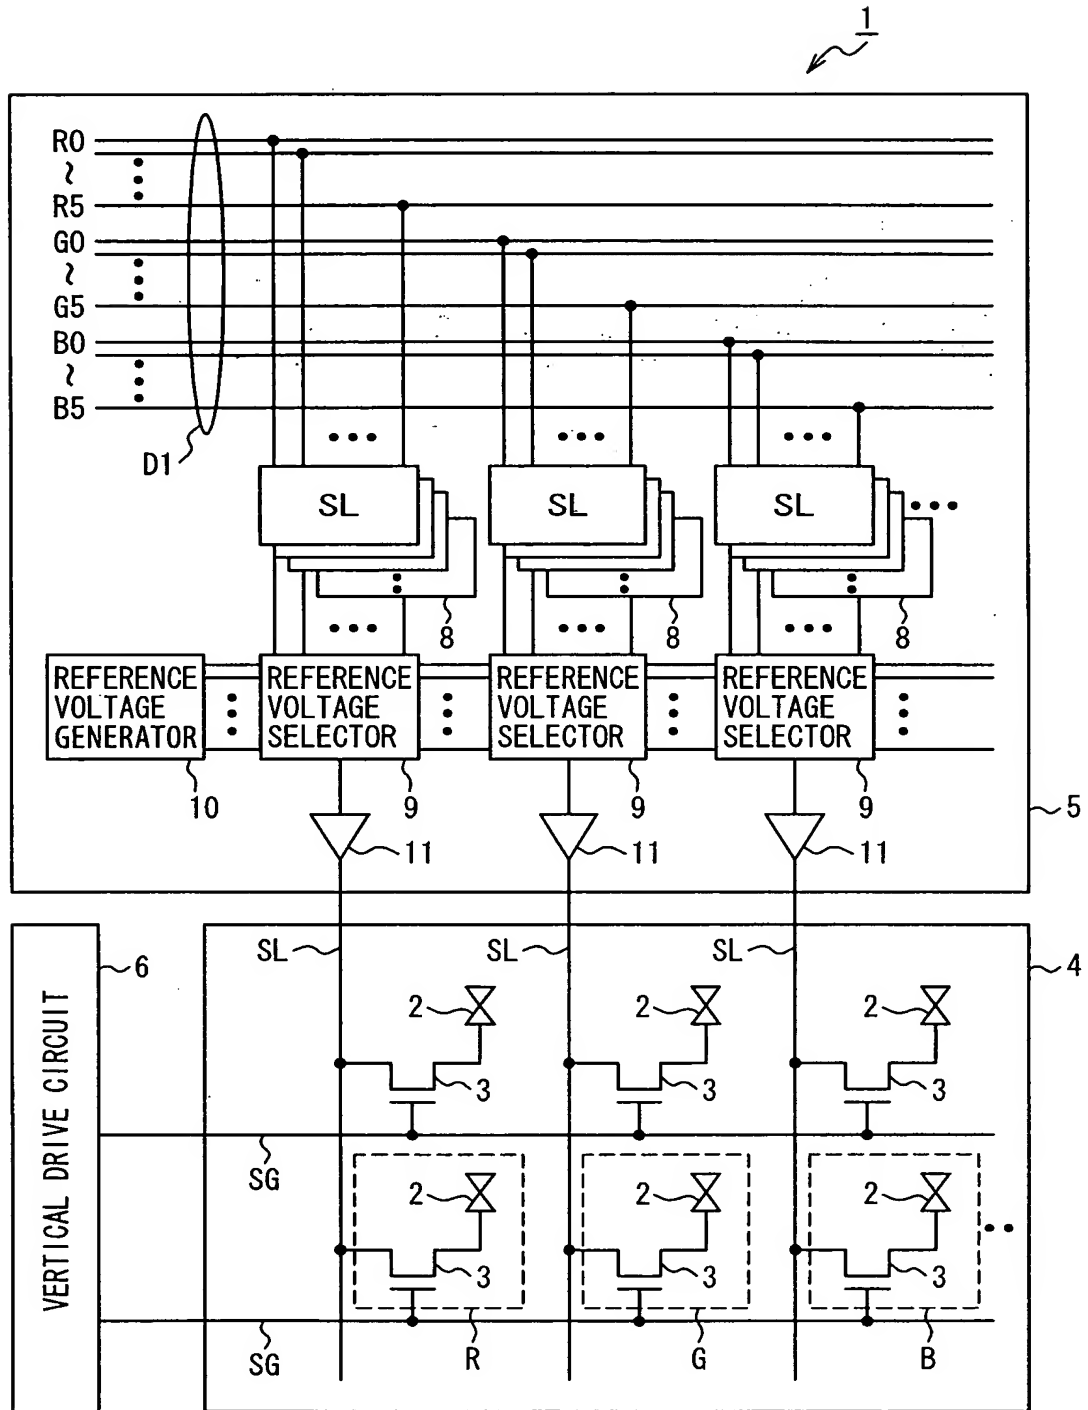 1
R0
~
R5
G0
~
G5
B0
~
B5
D1
SL SL SL
8 8 8
REFERENCE VOLTAGE GENERATOR
REFERENCE VOLTAGE SELECTOR
REFERENCE VOLTAGE SELECTOR
REFERENCE VOLTAGE SELECTOR
10 9 9 9
5
11 11 11
SL SL SL
6
4
VERTICAL DRIVE CIRCUIT
2 2 2
3 3 3
SG
2 2 2
3 3 3
SG
R G B